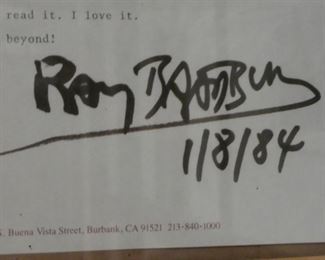 read it. I love it.
beyond!
Ray Bradbury
1/8/84
S. Buena Vista Street, Burbank, CA 91521 213-840-1000